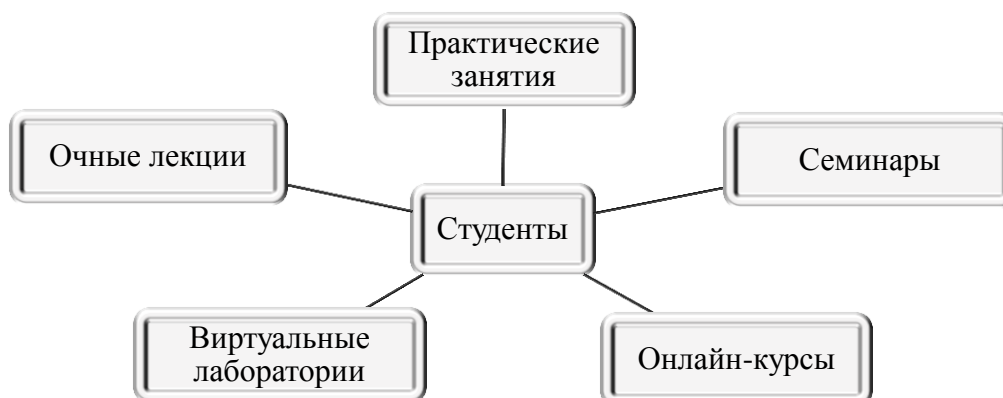 Практические
занятия
Очные лекции
Семинары
Студенты
Виртуальные
лаборатории
Онлайн-курсы